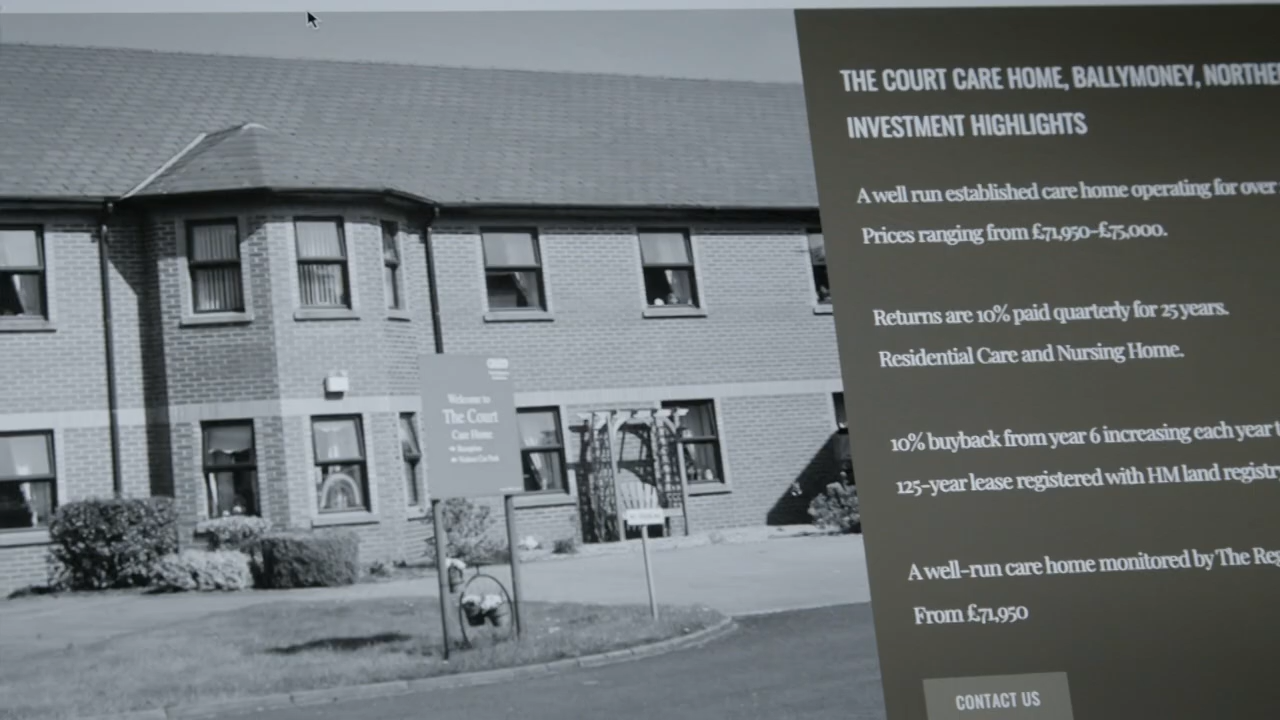 Welcome to
The Court
Care Home
THE COURT CARE HOME, BALLYMONEY, NORTHE
INVESTMENT HIGHLIGHTS
A well run established care home operating for over
Prices ranging from £71,950-£75,000.
Returns are 10% paid quarterly for 25 years.
Residential Care and Nursing Home.
10% buyback from year 6 increasing each year t
125-year lease registered with HM land registr
A well-run care home monitored by The Reg
From £71,950
CONTACT US